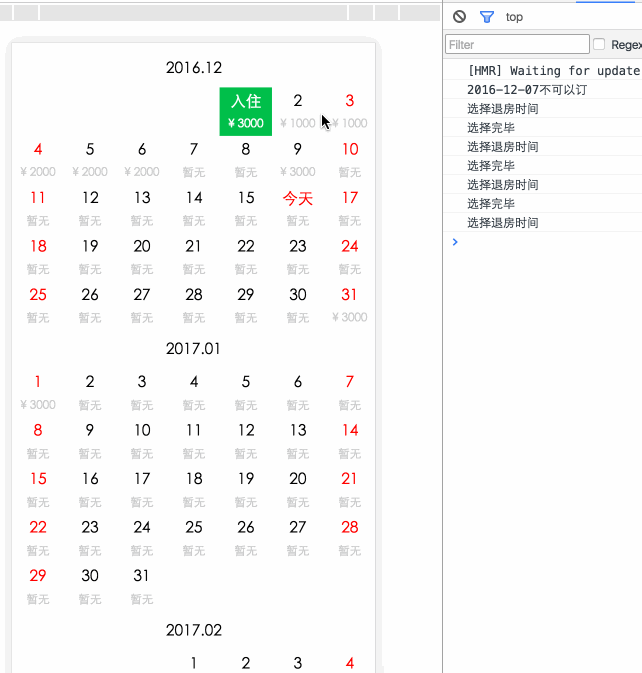 2016.12
入住 2 3
¥ 3000 ¥ 1000 ¥ 1000
4 5 6 7 8 9 10
¥ 2000 ¥ 2000 ¥ 2000 暂无 暂无 ¥ 3000 暂无
11 12 13 14 15 今天 17
暂无 暂无 暂无 暂无 暂无 暂无 暂无
18 19 20 21 22 23 24
暂无 暂无 暂无 暂无 暂无 暂无 暂无
25 26 27 28 29 30 31
暂无 暂无 暂无 暂无 暂无 暂无 ¥ 3000
2017.01
1 2 3 4 5 6 7
¥ 3000 暂无 暂无 暂无 暂无 暂无 暂无
8 9 10 11 12 13 14
暂无 暂无 暂无 暂无 暂无 暂无 暂无
15 16 17 18 19 20 21
暂无 暂无 暂无 暂无 暂无 暂无 暂无
22 23 24 25 26 27 28
暂无 暂无 暂无 暂无 暂无 暂无 暂无
29 30 31
暂无 暂无 暂无
2017.02
1 2 3 4
top
Filter Regex
[HMR] Waiting for update
2016-12-07不可以订
选择退房时间
选择完毕
选择退房时间
选择完毕
选择退房时间
选择完毕
选择退房时间